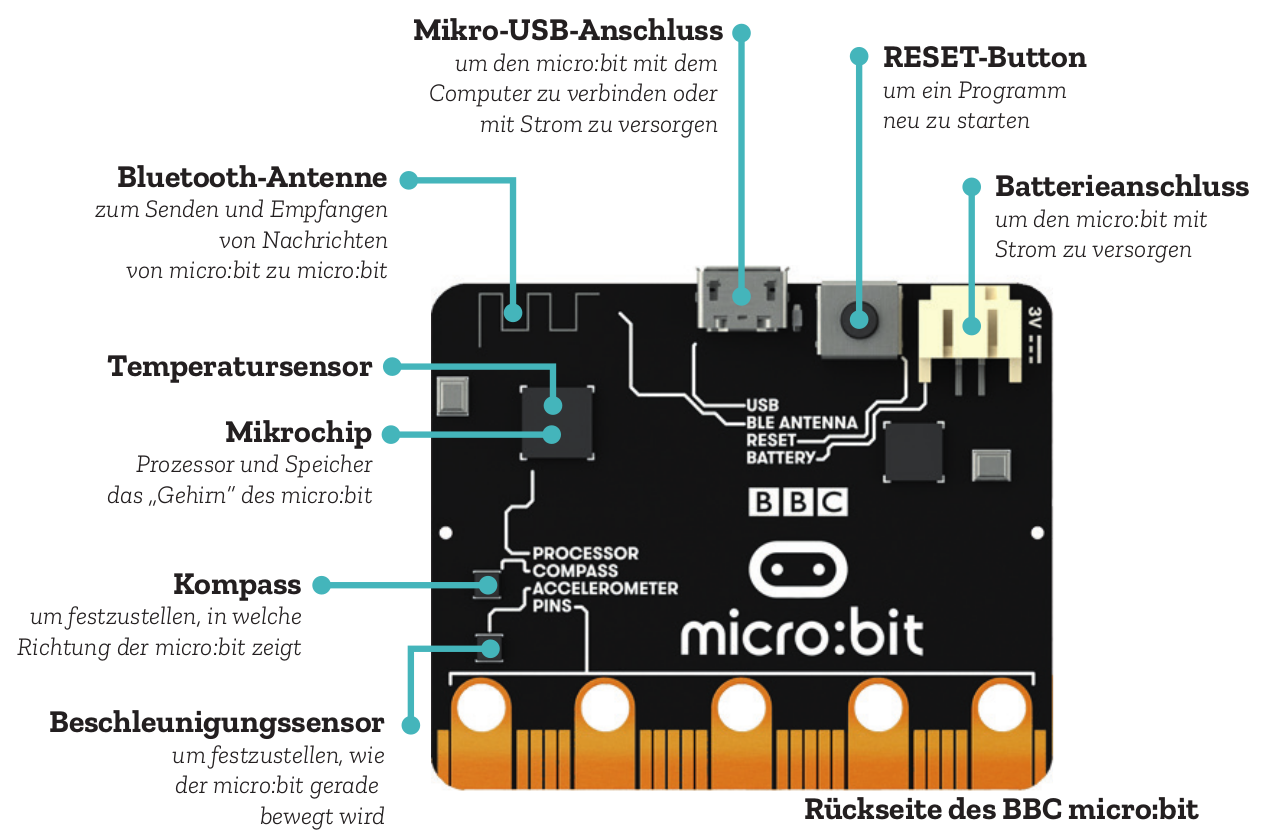 Mikro-USB-Anschluss
um den micro:bit mit dem
Computer zu verbinden oder
mit Strom zu versorgen
RESET-Button
um ein Programm
neu zu starten
Bluetooth-Antenne
zum Senden und Empfangen
von Nachrichten
von micro:bit zu micro:bit
Batterieanschluss
um den micro:bit mit
Strom zu versorgen
3V
Temperatursensor
Mikrochip
Prozessor und Speicher
das „Gehirn” des micro:bit
USB
BLE ANTENNA
RESET
BATTERY
BBC
PROCESSOR
COMPASS
ACCELEROMETER
PINS
micro:bit
Kompass
um festzustellen, in welche
Richtung der micro:bit zeigt
Beschleunigungssensor
um festzustellen, wie
der micro:bit gerade
bewegt wird
Rückseite des BBC micro:bit